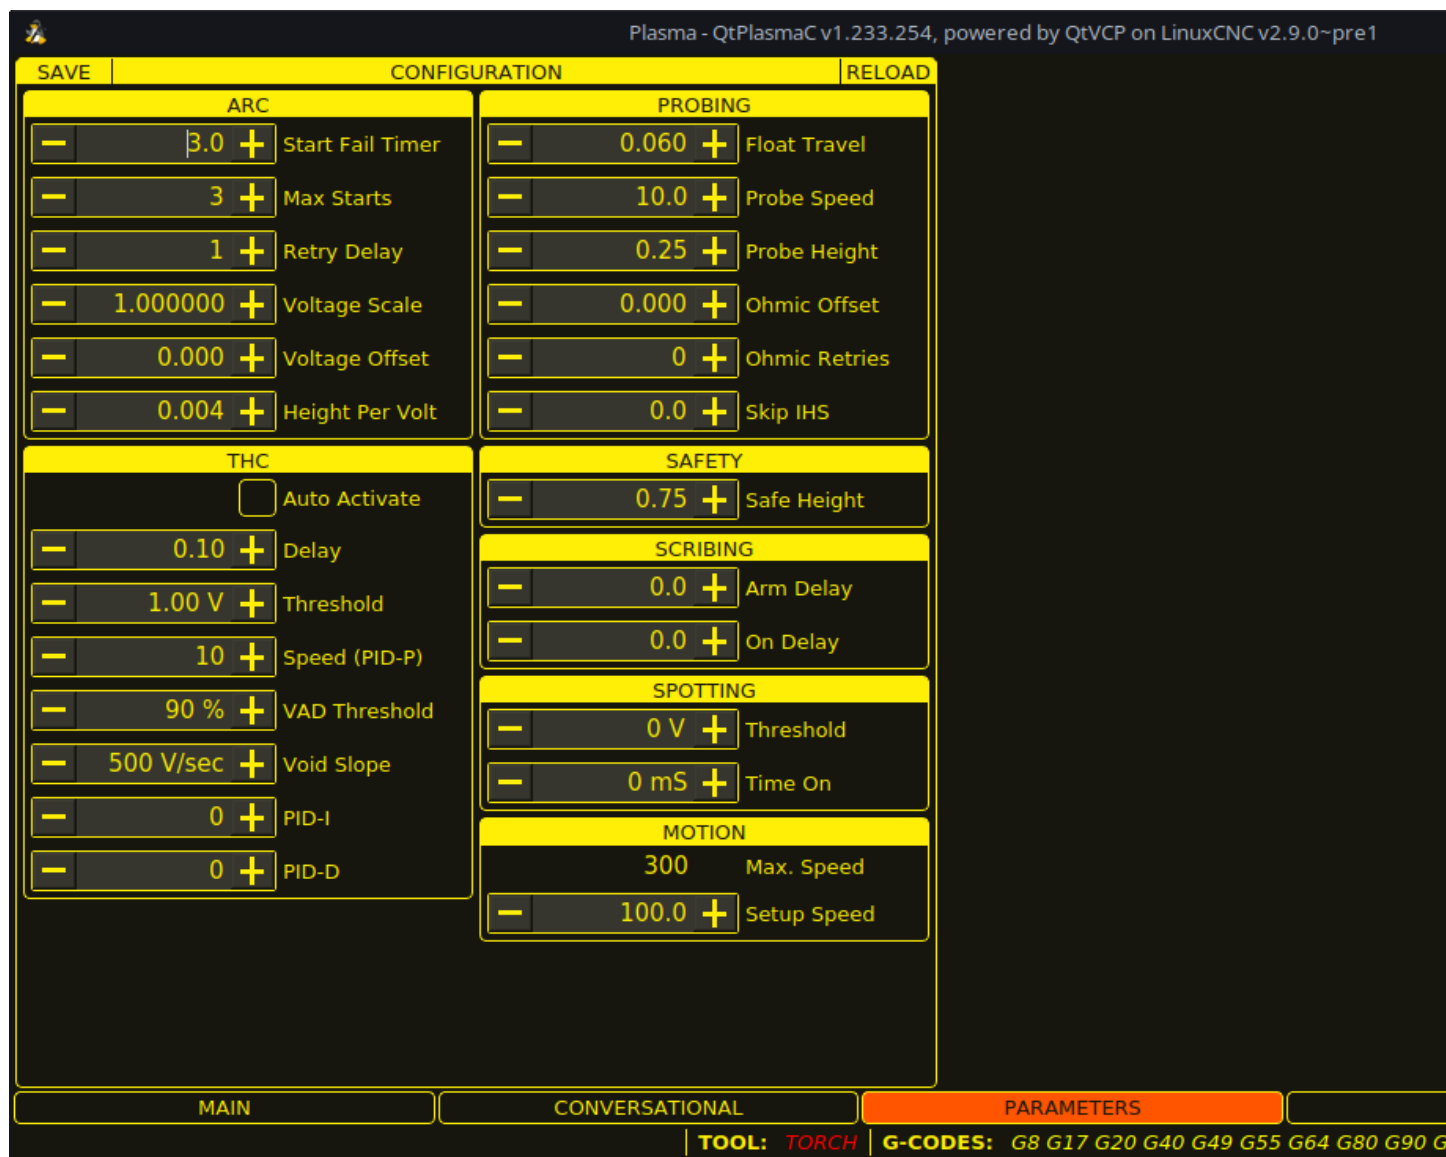 Plasma - QtPlasmaC v1.233.254, powered by QtVCP on LinuxCNC v2.9.0~pre1
SAVE CONFIGURATION RELOAD
ARC
3.0 Start Fail Timer
3 Max Starts
1 Retry Delay
1.000000 Voltage Scale
0.000 Voltage Offset
0.004 Height Per Volt
THC
Auto Activate
0.10 Delay
1.00 V Threshold
10 Speed (PID-P)
90 % VAD Threshold
500 V/sec Void Slope
0 PID-I
0 PID-D
PROBING
0.060 Float Travel
10.0 Probe Speed
0.25 Probe Height
0.000 Ohmic Offset
0 Ohmic Retries
0.0 Skip IHS
SAFETY
0.75 Safe Height
SCRIBING
0.0 Arm Delay
0.0 On Delay
SPOTTING
0 V Threshold
0 mS Time On
MOTION
300 Max. Speed
100.0 Setup Speed
MAIN CONVERSATIONAL PARAMETERS
TOOL: TORCH G-CODES: G8 G17 G20 G40 G49 G55 G64 G80 G90 G